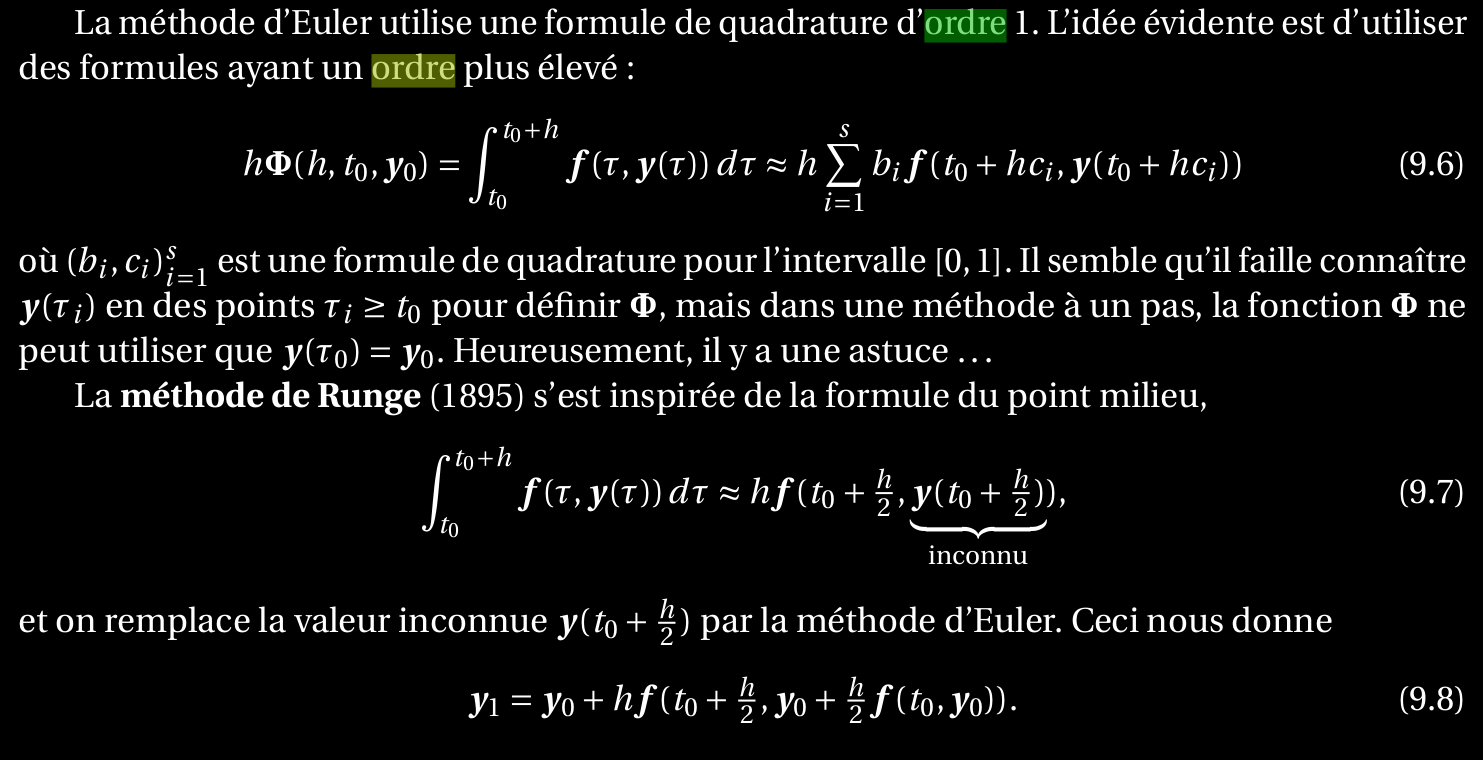 La méthode d'Euler utilise une formule de quadrature d'ordre 1. L'idée évidente est d'utiliser
des formules ayant un ordre plus élevé :
$$h\boldsymbol{\Phi}(h, t_0, \boldsymbol{y}_0) = \int_{t_0}^{t_0+h} \boldsymbol{f}(\tau, \boldsymbol{y}(\tau))\, d\tau \approx h \sum_{i=1}^{s} b_i \boldsymbol{f}(t_0 + hc_i, \boldsymbol{y}(t_0 + hc_i)) \quad (9.6)$$
où $(b_i, c_i)_{i=1}^{s}$ est une formule de quadrature pour l'intervalle [0, 1]. Il semble qu'il faille connaître
$\boldsymbol{y}(\tau_i)$ en des points $\tau_i \geq t_0$ pour définir $\boldsymbol{\Phi}$, mais dans une méthode à un pas, la fonction $\boldsymbol{\Phi}$ ne
peut utiliser que $\boldsymbol{y}(\tau_0) = \boldsymbol{y}_0$. Heureusement, il y a une astuce ...
La **méthode de Runge** (1895) s'est inspirée de la formule du point milieu,
$$\int_{t_0}^{t_0+h} \boldsymbol{f}(\tau, \boldsymbol{y}(\tau))\, d\tau \approx h\boldsymbol{f}(t_0 + \tfrac{h}{2}, \underbrace{\boldsymbol{y}(t_0 + \tfrac{h}{2})}_{\text{inconnu}}), \quad (9.7)$$
et on remplace la valeur inconnue $\boldsymbol{y}(t_0 + \frac{h}{2})$ par la méthode d'Euler. Ceci nous donne
$$\boldsymbol{y}_1 = \boldsymbol{y}_0 + h\boldsymbol{f}(t_0 + \tfrac{h}{2}, \boldsymbol{y}_0 + \tfrac{h}{2}\boldsymbol{f}(t_0, \boldsymbol{y}_0)). \quad (9.8)$$